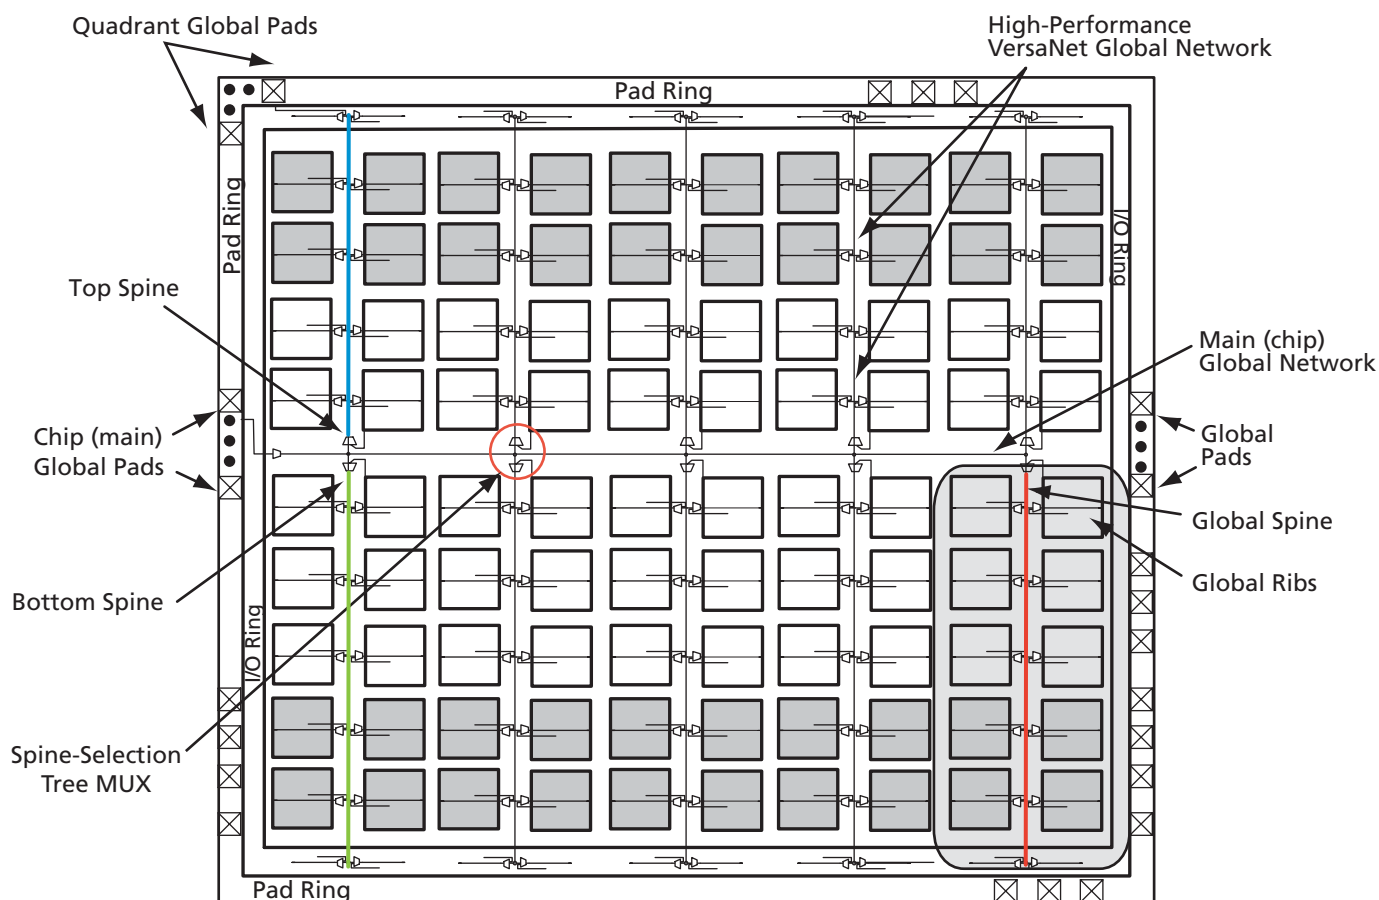 Quadrant Global Pads
High-Performance
VersaNet Global Network
Pad Ring
Pad Ring
I/O Ring
Top Spine
Main (chip)
Global Network
Chip (main)
Global Pads
Global
Pads
Global Spine
Global Ribs
Bottom Spine
I/O Ring
Spine-Selection
Tree MUX
Pad Ring